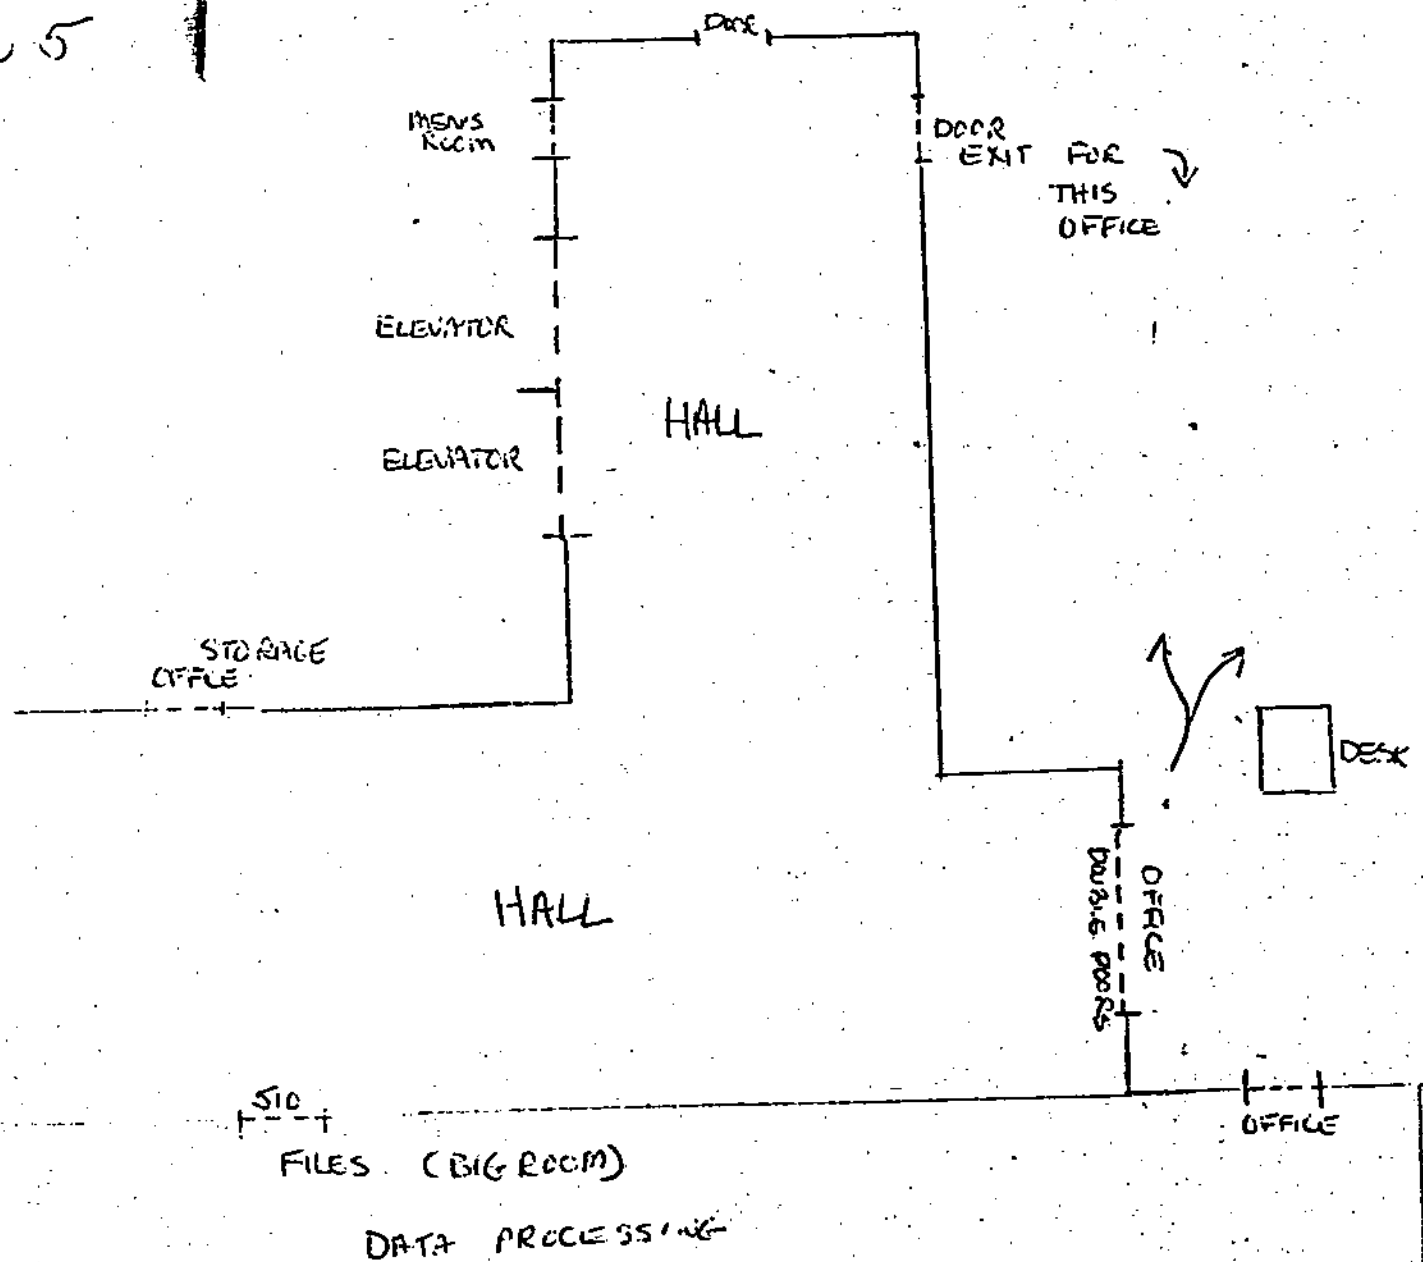 5
DOOR
MEN'S
ROOM
DOOR
EXIT FOR
THIS
OFFICE
ELEVATOR
HALL
ELEVATOR
STORAGE
OFFICE
DESK
DOUBLE DOORS
OFFICE
HALL
510
OFFICE
FILES (BIG ROOM)
DATA PROCESSING